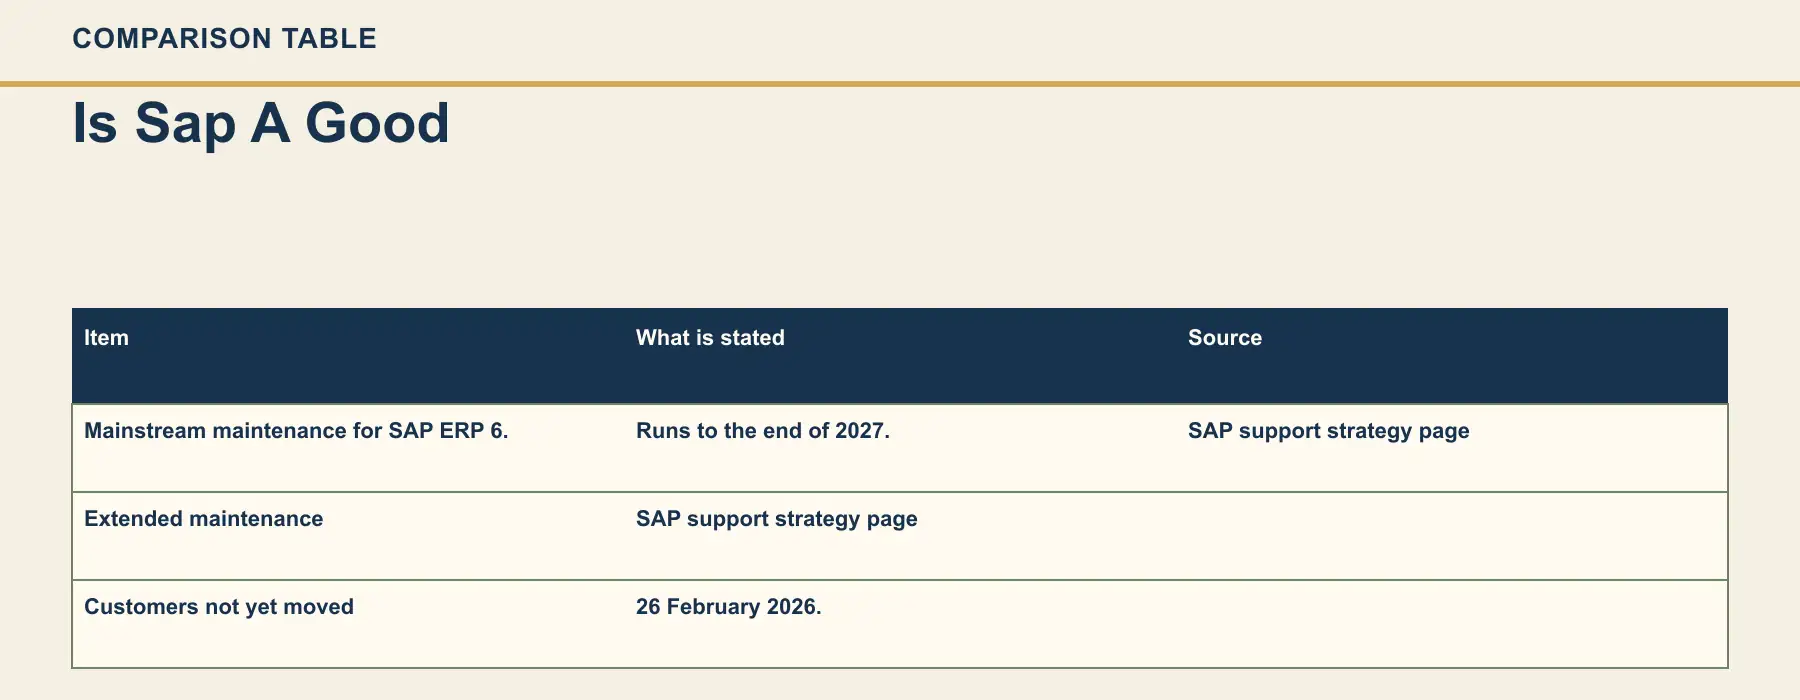 COMPARISON TABLE
Is Sap A Good
Item What is stated Source
Mainstream maintenance for SAP ERP 6. Runs to the end of 2027. SAP support strategy page
Extended maintenance SAP support strategy page
Customers not yet moved 26 February 2026.